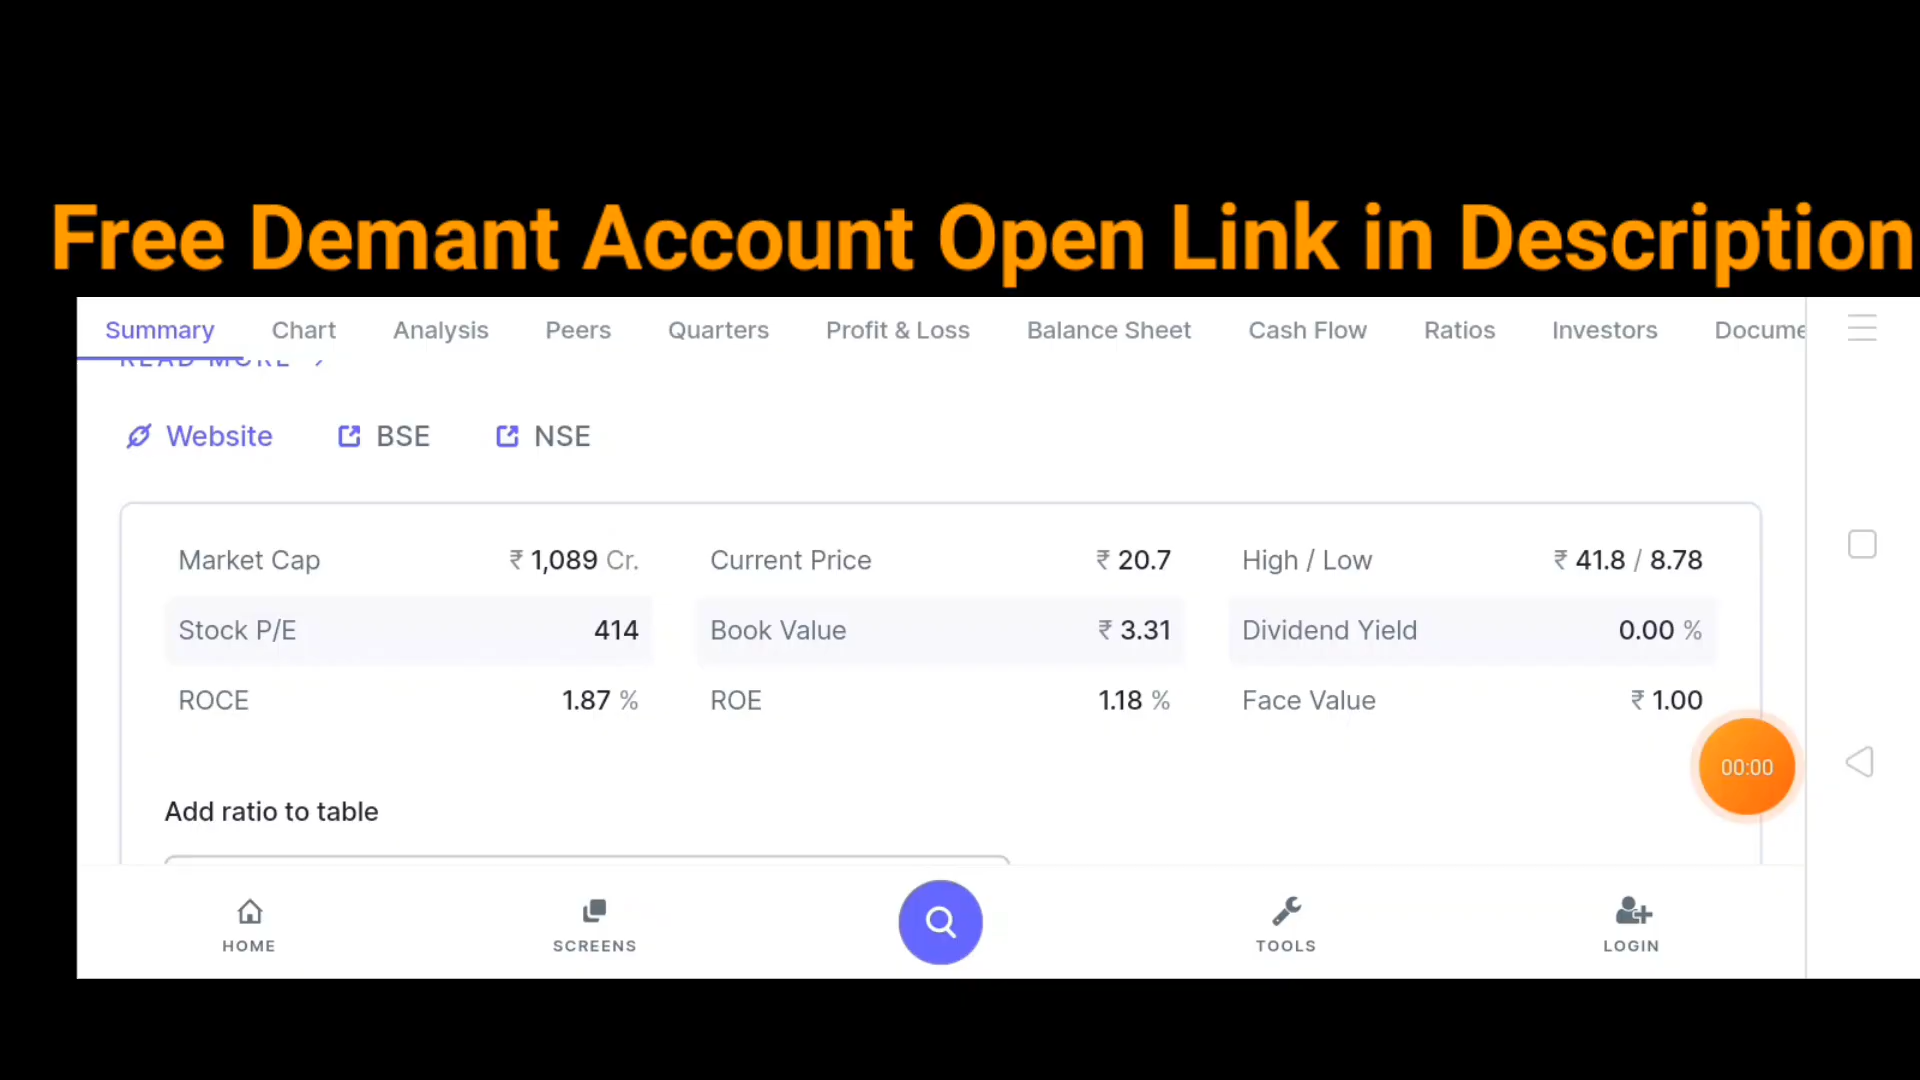 Free Demant Account Open Link in Description
Summary Chart Analysis Peers Quarters Profit & Loss Balance Sheet Cash Flow Ratios Investors Docume
READ MORE
Website BSE NSE
Market Cap ₹ 1,089 Cr. Current Price ₹ 20.7 High / Low ₹ 41.8 / 8.78
Stock P/E 414 Book Value ₹ 3.31 Dividend Yield 0.00 %
ROCE 1.87 % ROE 1.18 % Face Value ₹ 1.00
00:00
Add ratio to table
HOME SCREENS TOOLS LOGIN